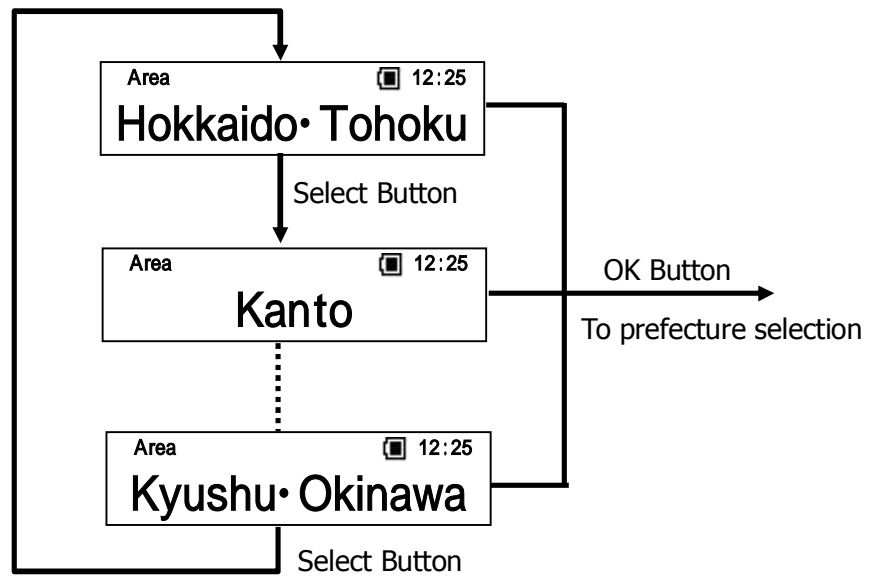 Area 12:25
Hokkaido・Tohoku
Select Button
Area 12:25
Kanto
OK Button
To prefecture selection
Area 12:25
Kyushu・Okinawa
Select Button